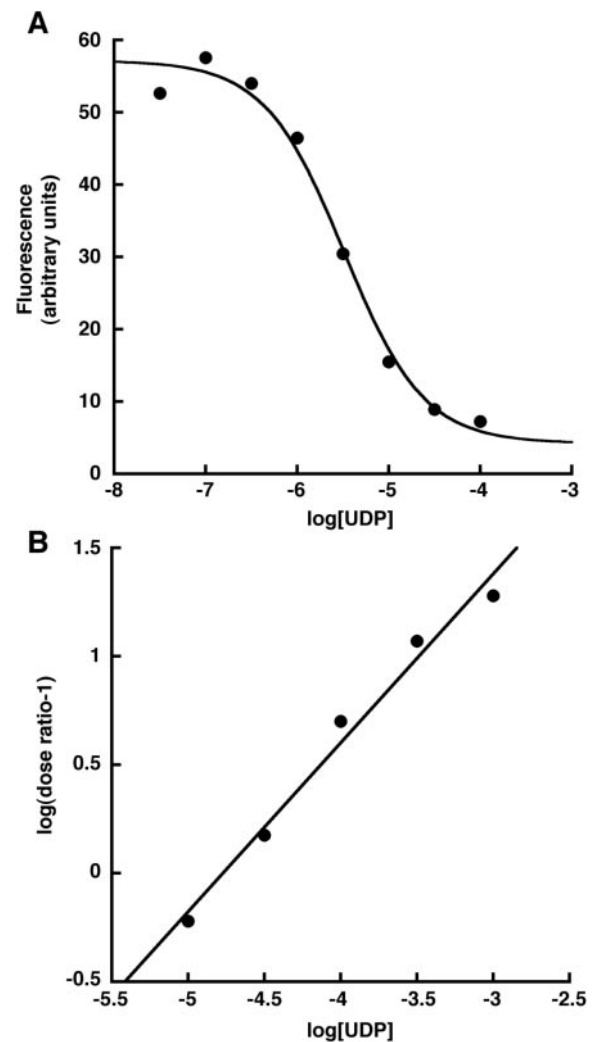 A
60
50
40
30
20
10
0
Fluorescence
(arbitrary units)
-8 -7 -6 -5 -4 -3
log[UDP]
B
1.5
1
0.5
0
-0.5
log(dose ratio-1)
-5.5 -5 -4.5 -4 -3.5 -3 -2.5
log[UDP]